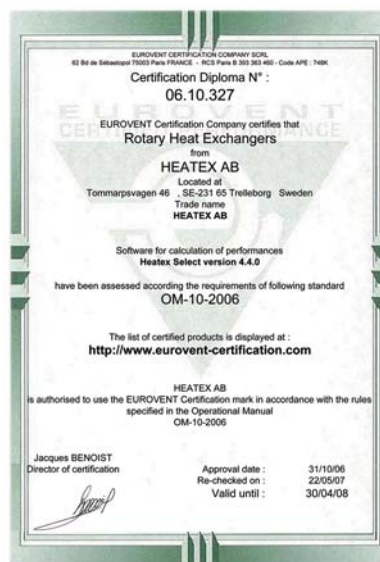 EUROVENT CERTIFICATION COMPANY SCRL
62 Bd de Sébastopol 75003 Paris FRANCE - RCS Paris B 393 363 460 - Code APE : 748K
Certification Diploma N° :
06.10.327
EUROVENT
CERTIFIED PERFORMANCE
EUROVENT Certification Company certifies that
Rotary Heat Exchangers
from
HEATEX AB
Located at
Tommarpsvagen 46 , SE-231 65 Trelleborg Sweden
Trade name
HEATEX AB
Software for calculation of performances
Heatex Select version 4.4.0
have been assessed according the requirements of following standard
OM-10-2006
The list of certified products is displayed at :
http://www.eurovent-certification.com
HEATEX AB
is authorised to use the EUROVENT Certification mark in accordance with the rules
specified in the Operational Manual
OM-10-2006
Jacques BENOIST
Director of certification
Approval date : 31/10/06
Re-checked on : 22/05/07
Valid until : 30/04/08